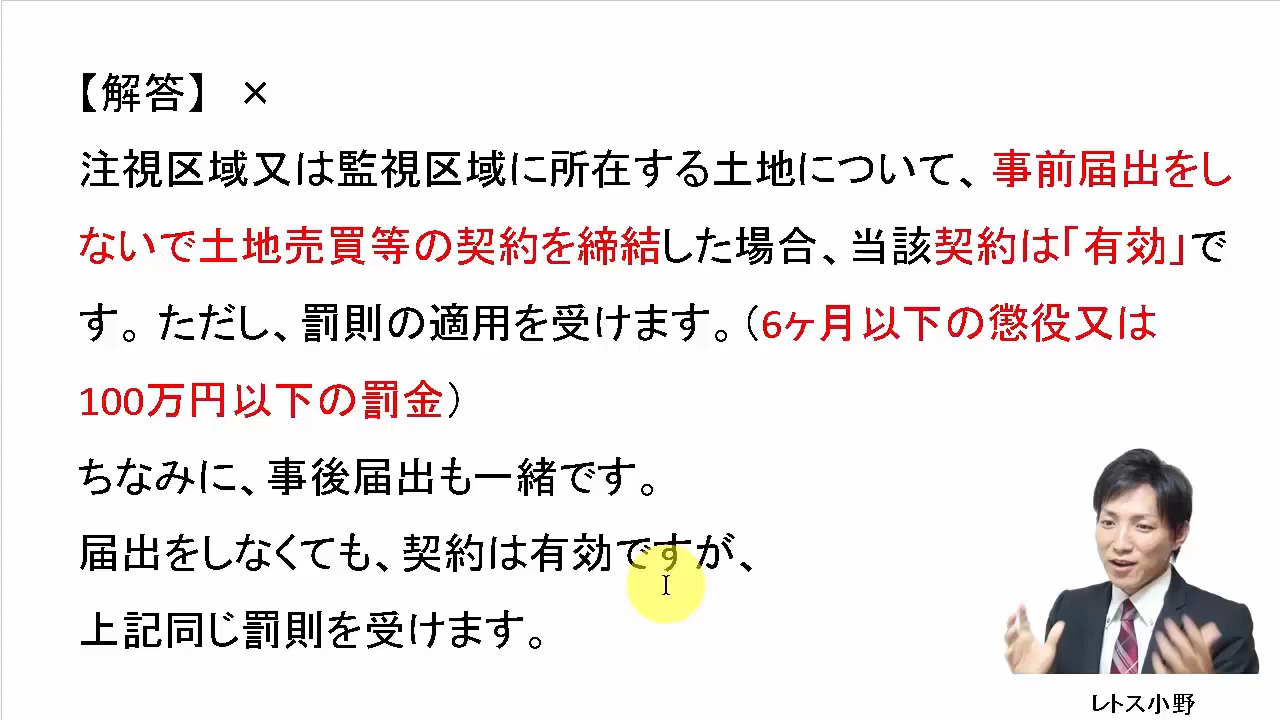 【解答】 ×
注視区域又は監視区域に所在する土地について、事前届出をし
ないで土地売買等の契約を締結した場合、当該契約は「有効」で
す。ただし、罰則の適用を受けます。（6ヶ月以下の懲役又は
100万円以下の罰金）
ちなみに、事後届出も一緒です。
届出をしなくても、契約は有効ですが、
上記同じ罰則を受けます。
レトス小野